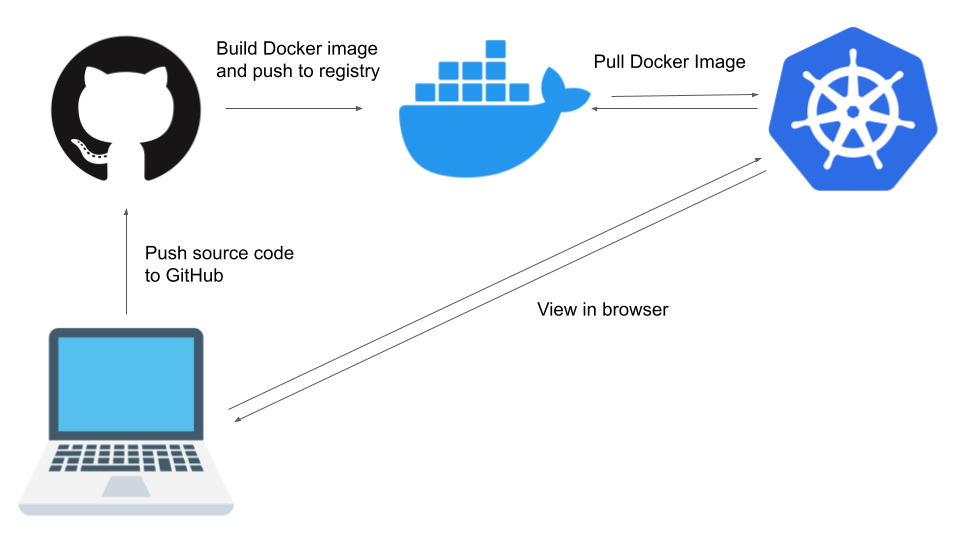 Build Docker image
and push to registry
Pull Docker Image
Push source code
to GitHub
View in browser